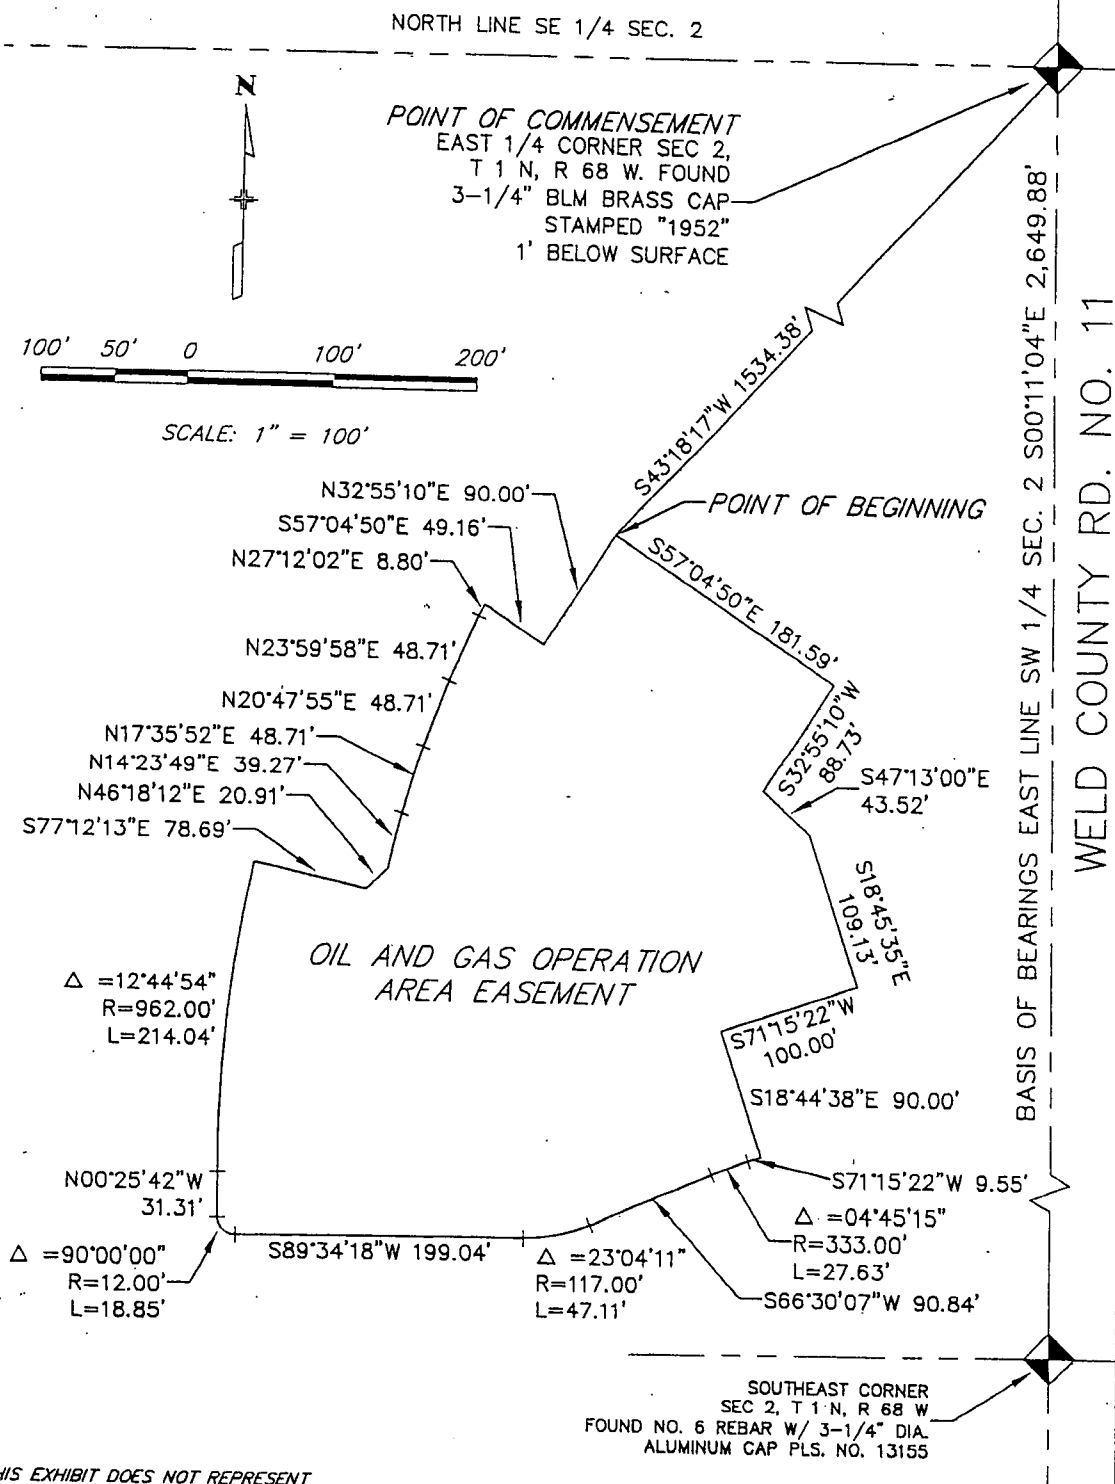 NORTH LINE SE 1/4 SEC. 2
N
POINT OF COMMENSEMENT
EAST 1/4 CORNER SEC 2,
T 1 N, R 68 W. FOUND
3-1/4" BLM BRASS CAP
STAMPED "1952"
1' BELOW SURFACE
100' 50' 0 100' 200'
SCALE: 1" = 100'
S43°18'17"W 1534.38'
POINT OF BEGINNING
N32°55'10"E 90.00'
S57°04'50"E 49.16'
N27°12'02"E 8.80'
N23°59'58"E 48.71'
N20°47'55"E 48.71'
N17°35'52"E 48.71'
N14°23'49"E 39.27'
N46°18'12"E 20.91'
S77°12'13"E 78.69'
S57°04'50"E 181.59'
S32°55'10"W
88.73'
S47°13'00"E
43.52'
S18°45'35"E
109.13'
OIL AND GAS OPERATION
AREA EASEMENT
Δ =12°44'54"
R=962.00'
L=214.04'
S71°15'22"W
100.00'
S18°44'38"E 90.00'
N00°25'42"W
31.31'
S71°15'22"W 9.55'
Δ =04°45'15"
R=333.00'
L=27.63'
S66°30'07"W 90.84'
Δ =90°00'00"
R=12.00'
L=18.85'
S89°34'18"W 199.04'
Δ =23°04'11"
R=117.00'
L=47.11'
BASIS OF BEARINGS EAST LINE SW 1/4 SEC. 2 S00°11'04"E 2,649.88'
WELD COUNTY RD. NO. 11
SOUTHEAST CORNER
SEC 2, T 1 N, R 68 W
FOUND NO. 6 REBAR W/ 3-1/4" DIA.
ALUMINUM CAP PLS. NO. 13155
HIS EXHIBIT DOES NOT REPRESENT